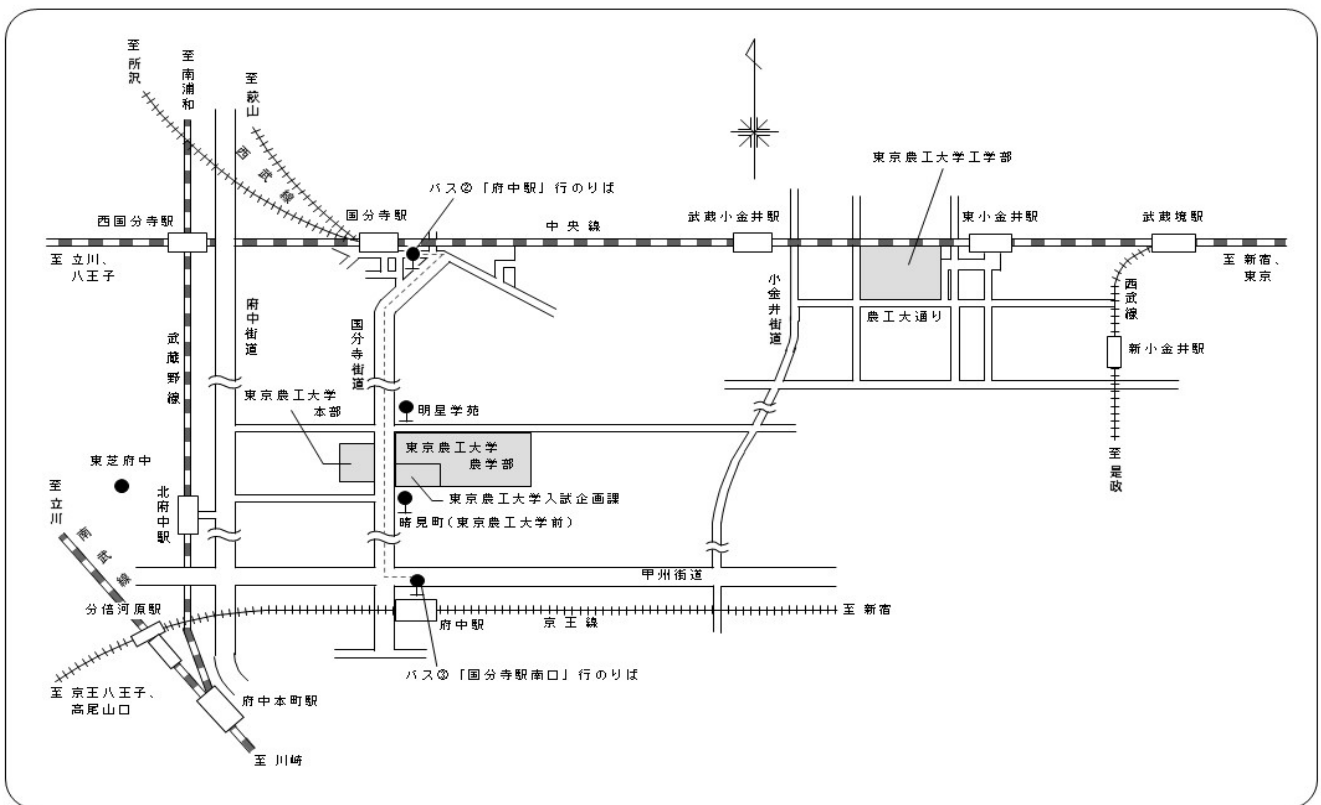 至 所沢
至 南浦和
至 萩山
西武線
東京農工大学工学部
バス②「府中駅」行のりば
西国分寺駅
国分寺駅
中央線
武蔵小金井駅
東小金井駅
武蔵境駅
至 立川、
八王子
至 新宿、
東京
府中街道
国分寺街道
小金井街道
農工大通り
西武線
武蔵野線
新小金井駅
東京農工大学
本部
明星学苑
東京農工大学
農学部
東芝府中
至 是政
至 立川
北府中駅
東京農工大学入試企画課
晴見町(東京農工大学前)
南武線
甲州街道
分倍河原駅
府中駅
京王線
至 新宿
バス③「国分寺駅南口」行のりば
至 京王八王子、
高尾山口
府中本町駅
至 川崎